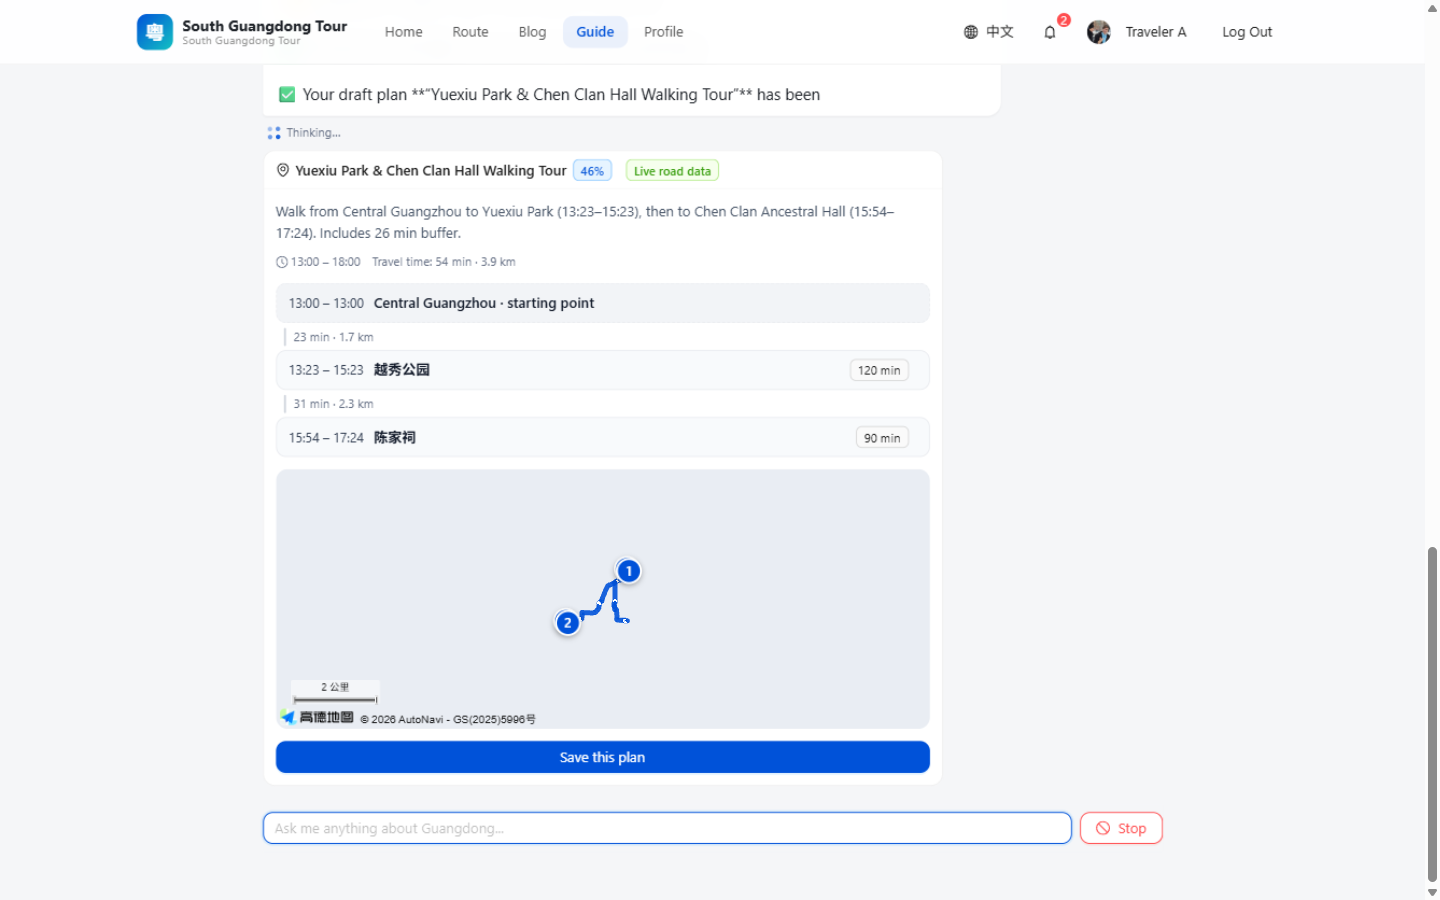 粤
South Guangdong Tour
South Guangdong Tour
Home
Route
Blog
Guide
Profile
中文
2
Traveler A
Log Out
✅ Your draft plan **“Yuexiu Park & Chen Clan Hall Walking Tour”** has been
Thinking...
Yuexiu Park & Chen Clan Hall Walking Tour 46% Live road data
Walk from Central Guangzhou to Yuexiu Park (13:23–15:23), then to Chen Clan Ancestral Hall (15:54–
17:24). Includes 26 min buffer.
13:00 – 18:00 Travel time: 54 min · 3.9 km
13:00 – 13:00 Central Guangzhou · starting point
23 min · 1.7 km
13:23 – 15:23 越秀公园 120 min
31 min · 2.3 km
15:54 – 17:24 陈家祠 90 min
1
2
2 公里
高德地图 © 2026 AutoNavi - GS(2025)5996号
Save this plan
Ask me anything about Guangdong...
Stop